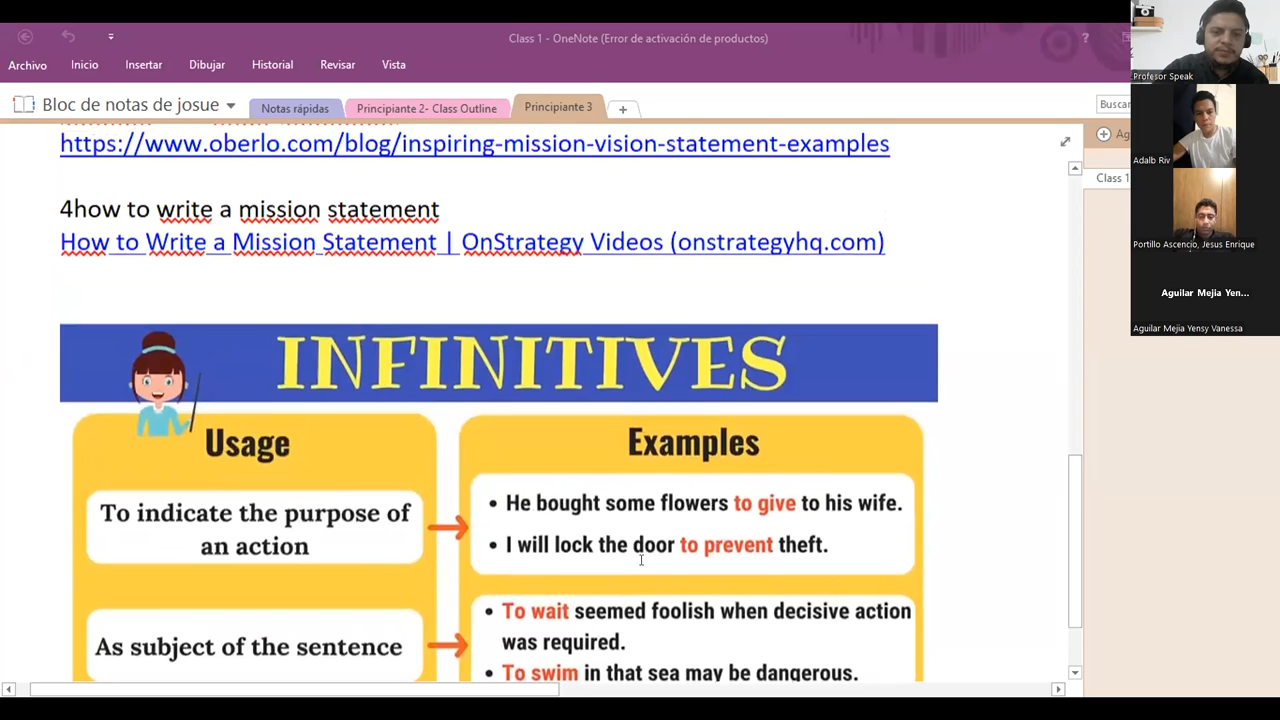 Class 1 - OneNote (Error de activación de productos)
?
Archivo
Inicio
Insertar
Dibujar
Historial
Revisar
Vista
Bloc de notas de josue
Notas rápidas
Principiante 2- Class Outline
Principiante 3
+
Buscar
https://www.oberlo.com/blog/inspiring-mission-vision-statement-examples
Class 1
4how to write a mission statement
How to Write a Mission Statement | OnStrategy Videos (onstrategyhq.com)
INFINITIVES
Usage
Examples
To indicate the purpose of
an action
• He bought some flowers to give to his wife.
• I will lock the door to prevent theft.
As subject of the sentence
• To wait seemed foolish when decisive action
was required.
• To swim in that sea may be dangerous.
Profesor Speak
Adalb Riv
Portillo Ascencio, Jesus Enrique
Aguilar Mejia Yen...
Aguilar Mejia Yensy Vanessa